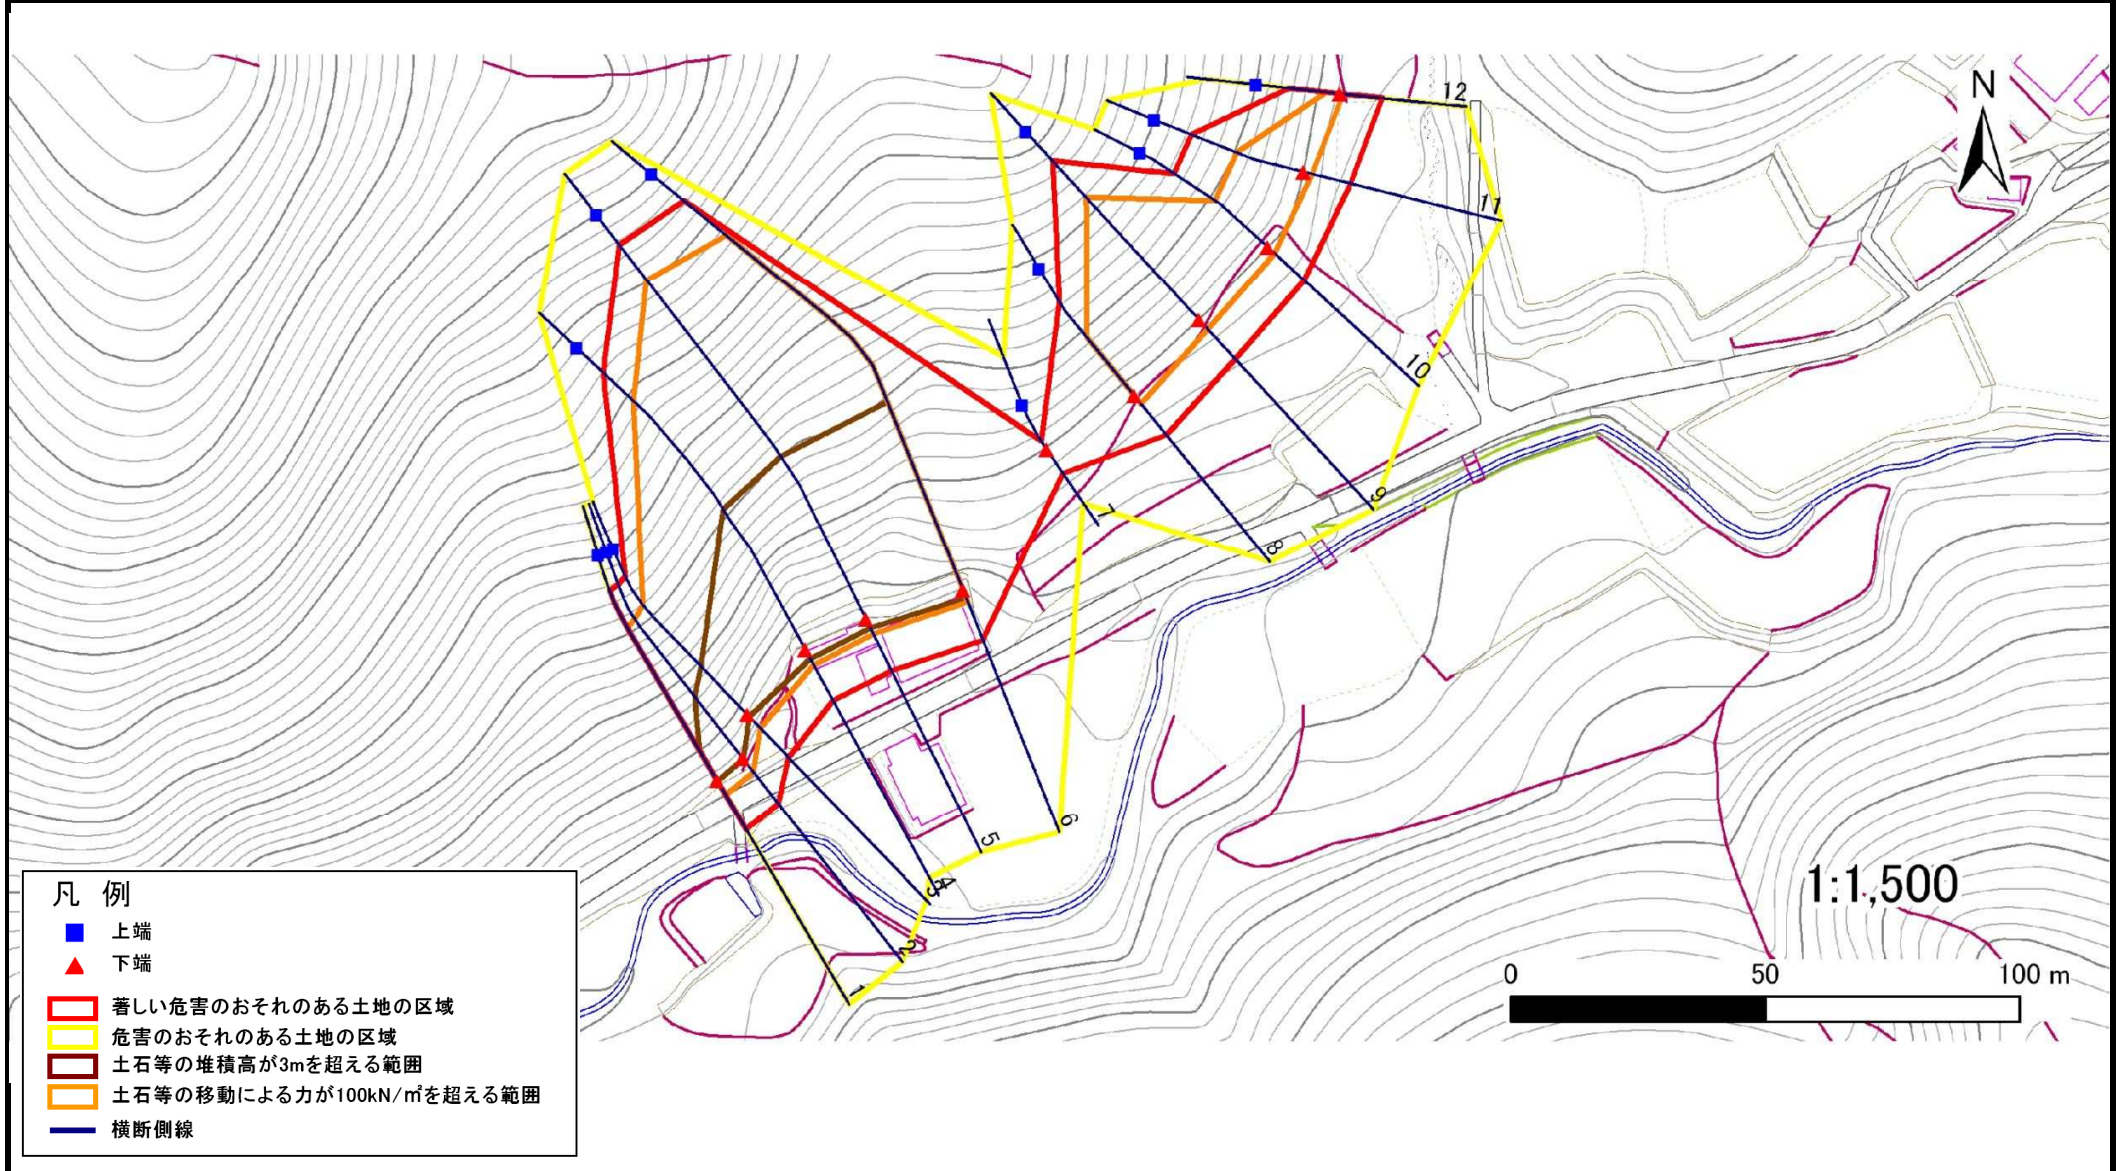 N
12
11
10
9
8
7
6
5
4
3
2
1
1:1,500
0 50 100 m
凡 例
上端
下端
著しい危害のおそれのある土地の区域
危害のおそれのある土地の区域
土石等の堆積高が3mを超える範囲
土石等の移動による力が100kN/㎡を超える範囲
横断側線